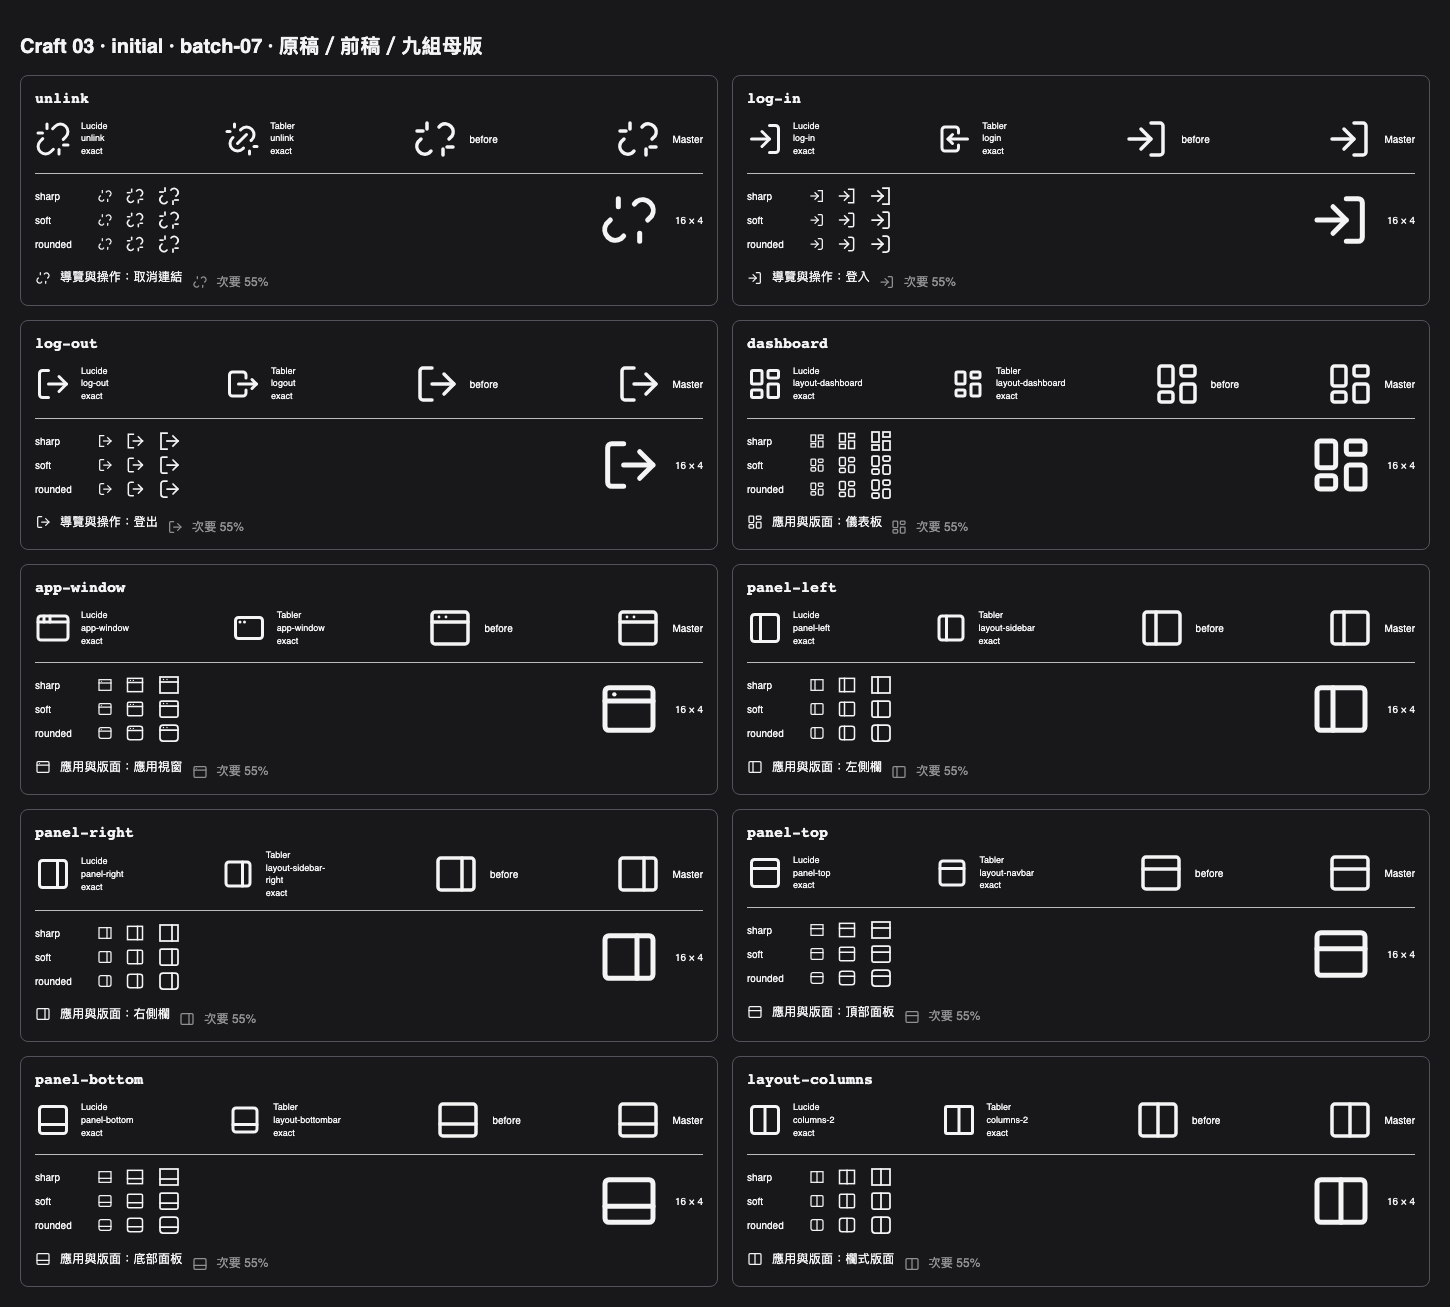 Craft 03 · initial · batch-07 · 原稿 / 前稿 / 九組母版
unlink
Lucide
unlink
exact
Tabler
unlink
exact
before
Master
sharp
soft
rounded
16 × 4
導覽與操作：取消連結
次要 55%
log-in
Lucide
log-in
exact
Tabler
login
exact
before
Master
sharp
soft
rounded
16 × 4
導覽與操作：登入
次要 55%
log-out
Lucide
log-out
exact
Tabler
logout
exact
before
Master
sharp
soft
rounded
16 × 4
導覽與操作：登出
次要 55%
dashboard
Lucide
layout-dashboard
exact
Tabler
layout-dashboard
exact
before
Master
sharp
soft
rounded
16 × 4
應用與版面：儀表板
次要 55%
app-window
Lucide
app-window
exact
Tabler
app-window
exact
before
Master
sharp
soft
rounded
16 × 4
應用與版面：應用視窗
次要 55%
panel-left
Lucide
panel-left
exact
Tabler
layout-sidebar
exact
before
Master
sharp
soft
rounded
16 × 4
應用與版面：左側欄
次要 55%
panel-right
Lucide
panel-right
exact
Tabler
layout-sidebar-
right
exact
before
Master
sharp
soft
rounded
16 × 4
應用與版面：右側欄
次要 55%
panel-top
Lucide
panel-top
exact
Tabler
layout-navbar
exact
before
Master
sharp
soft
rounded
16 × 4
應用與版面：頂部面板
次要 55%
panel-bottom
Lucide
panel-bottom
exact
Tabler
layout-bottombar
exact
before
Master
sharp
soft
rounded
16 × 4
應用與版面：底部面板
次要 55%
layout-columns
Lucide
columns-2
exact
Tabler
columns-2
exact
before
Master
sharp
soft
rounded
16 × 4
應用與版面：欄式版面
次要 55%